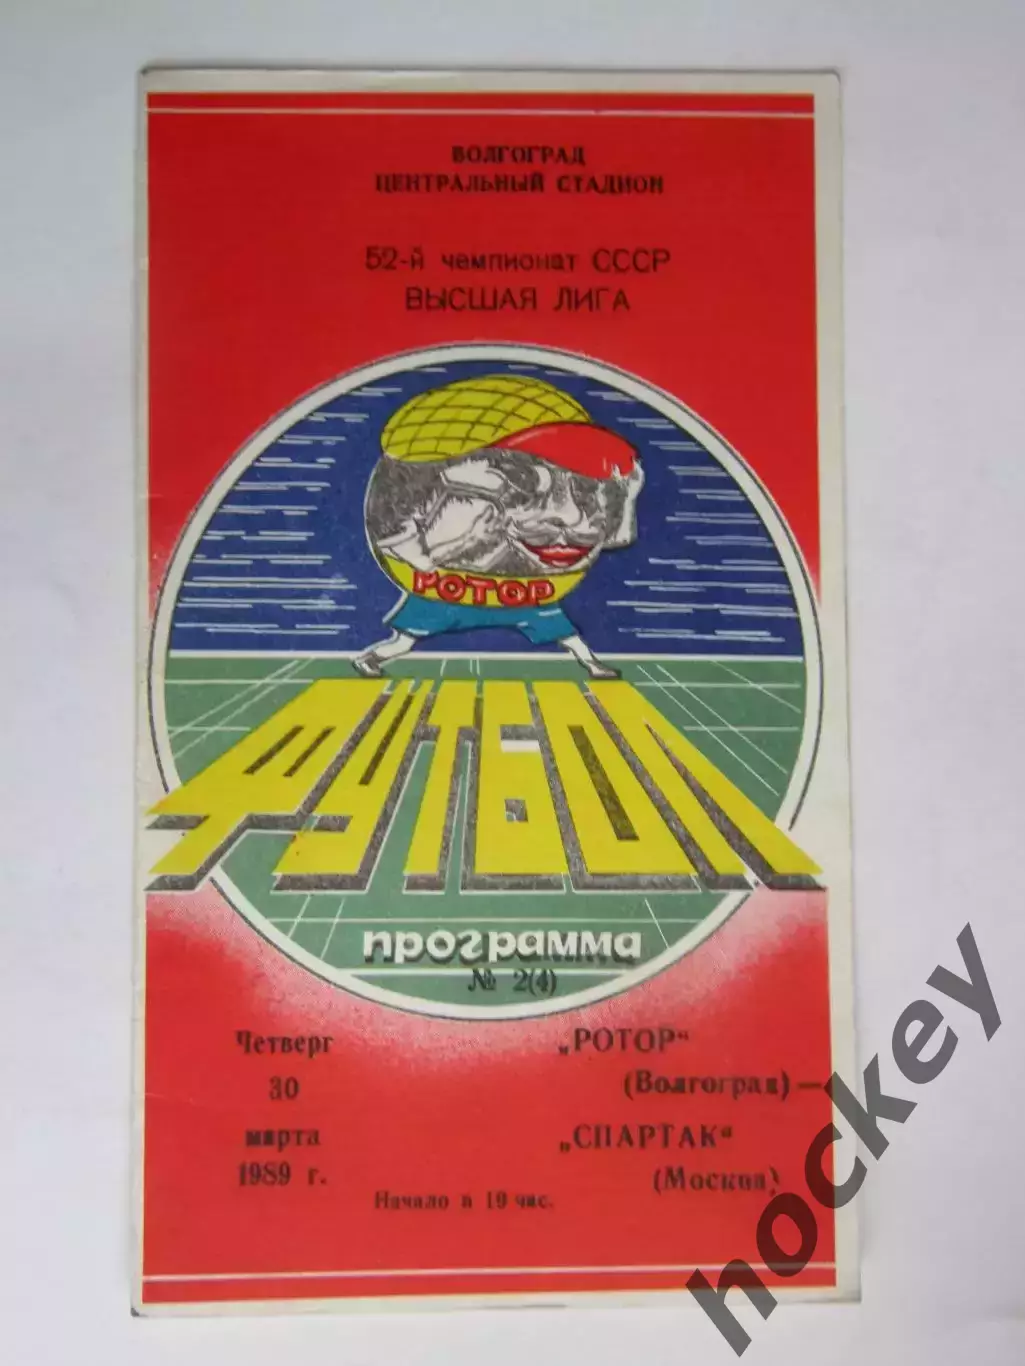 ВОЛГОГРАД
ЦЕНТРАЛЬНЫЙ СТАДИОН
52-й чемпионат СССР
ВЫСШАЯ ЛИГА
РОТОР
ФУТБОЛ
программа
№ 2(4)
Четверг
30
марта
1989 г.
„РОТОР"
(Волгоград) —
„СПАРТАК"
(Москва)
Начало в 19 час.
hockey